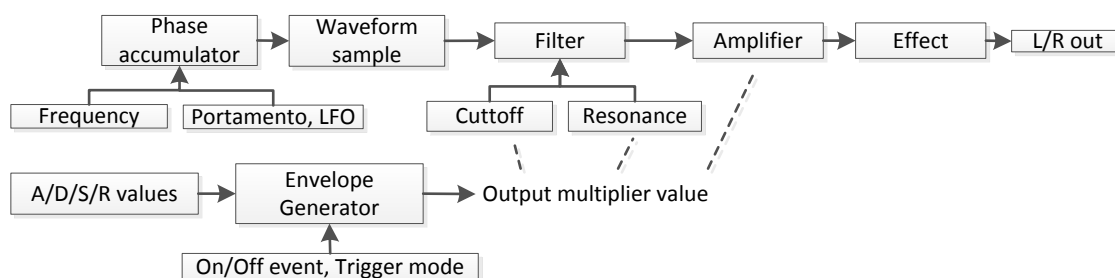 Phase
accumulator
Waveform
sample
Filter
Amplifier
Effect
L/R out
Frequency
Portamento, LFO
Cuttoff
Resonance
A/D/S/R values
Envelope
Generator
Output multiplier value
On/Off event, Trigger mode